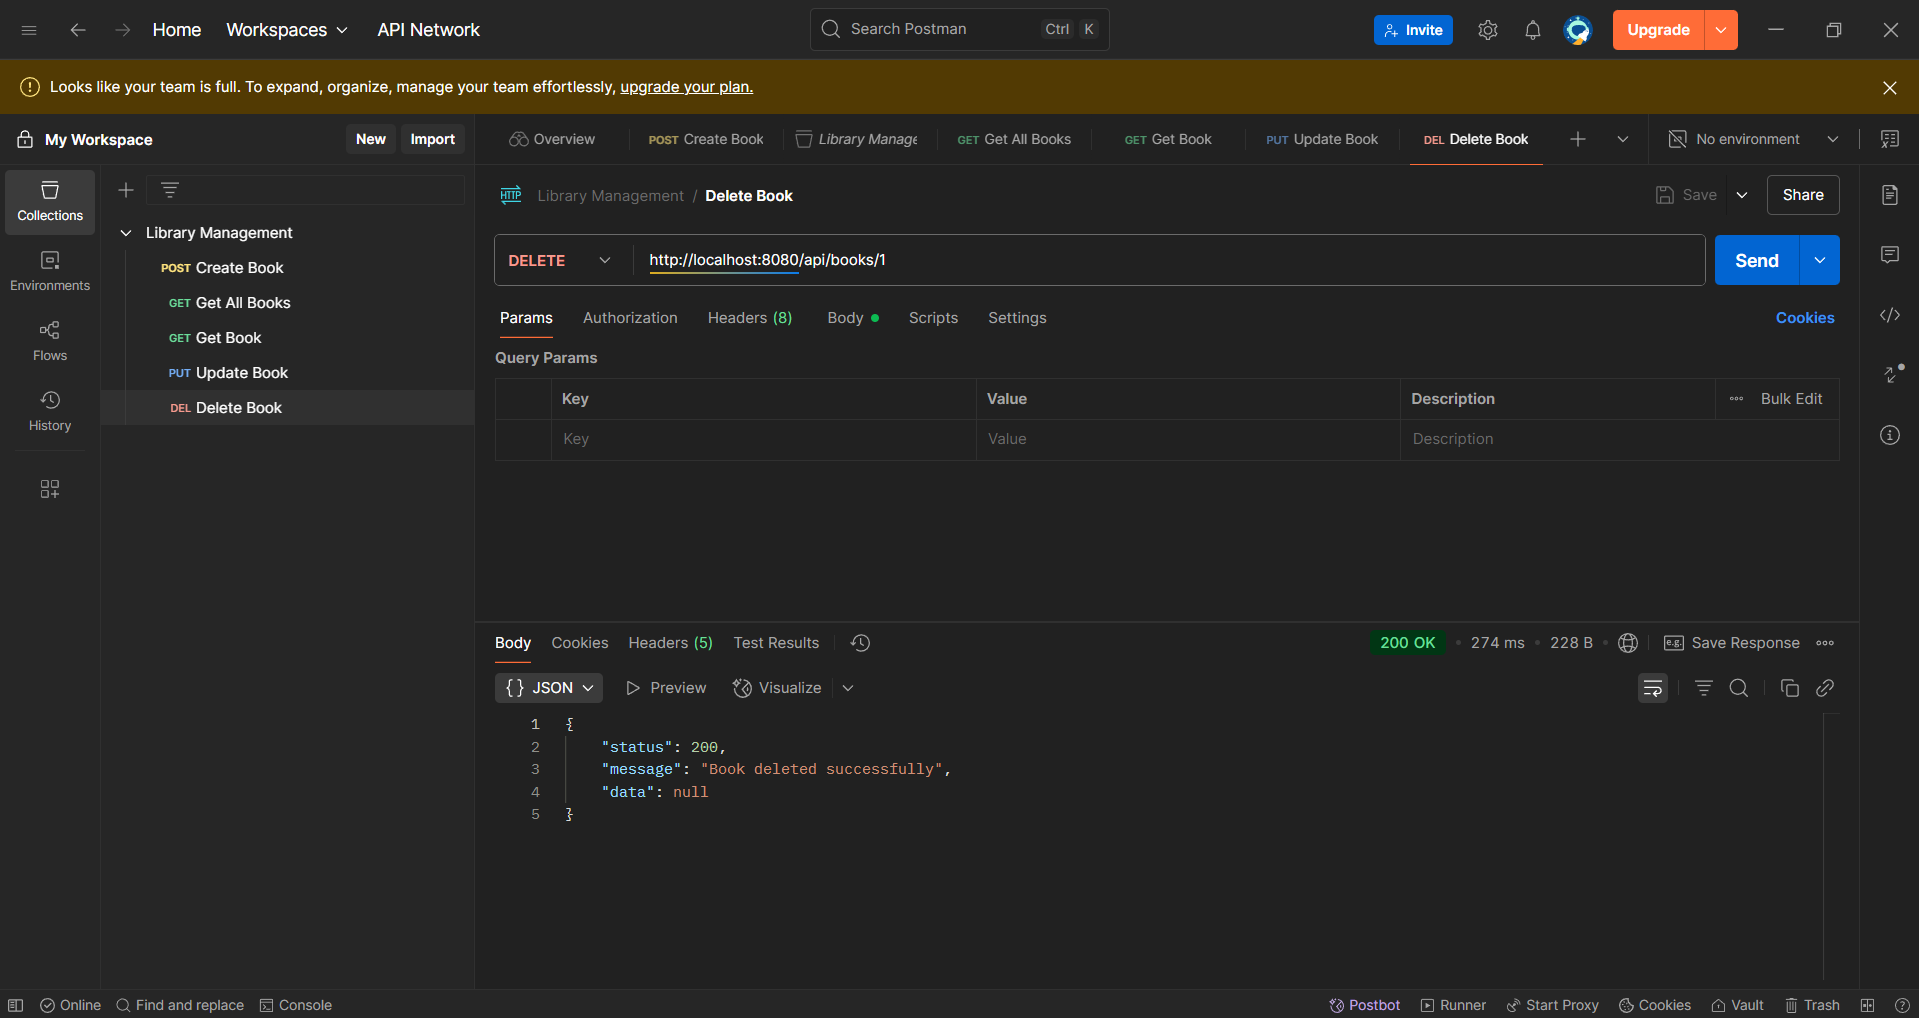 Home Workspaces API Network Search Postman Ctrl K Invite Upgrade
Looks like your team is full. To expand, organize, manage your team effortlessly, upgrade your plan.
My Workspace New Import Overview POST Create Book Library Manage GET Get All Books GET Get Book PUT Update Book DEL Delete Book No environment
Collections
Environments
Flows
History
Library Management
POST Create Book
GET Get All Books
GET Get Book
PUT Update Book
DEL Delete Book
HTTP Library Management / Delete Book Save Share
DELETE http://localhost:8080/api/books/1 Send
Params Authorization Headers (8) Body Scripts Settings Cookies
Query Params
Key Value Description Bulk Edit
Key Value Description
Body Cookies Headers (5) Test Results 200 OK 274 ms 228 B e.g. Save Response
{} JSON Preview Visualize
1 {
2 "status": 200,
3 "message": "Book deleted successfully",
4 "data": null
5 }
Online Find and replace Console Postbot Runner Start Proxy Cookies Vault Trash